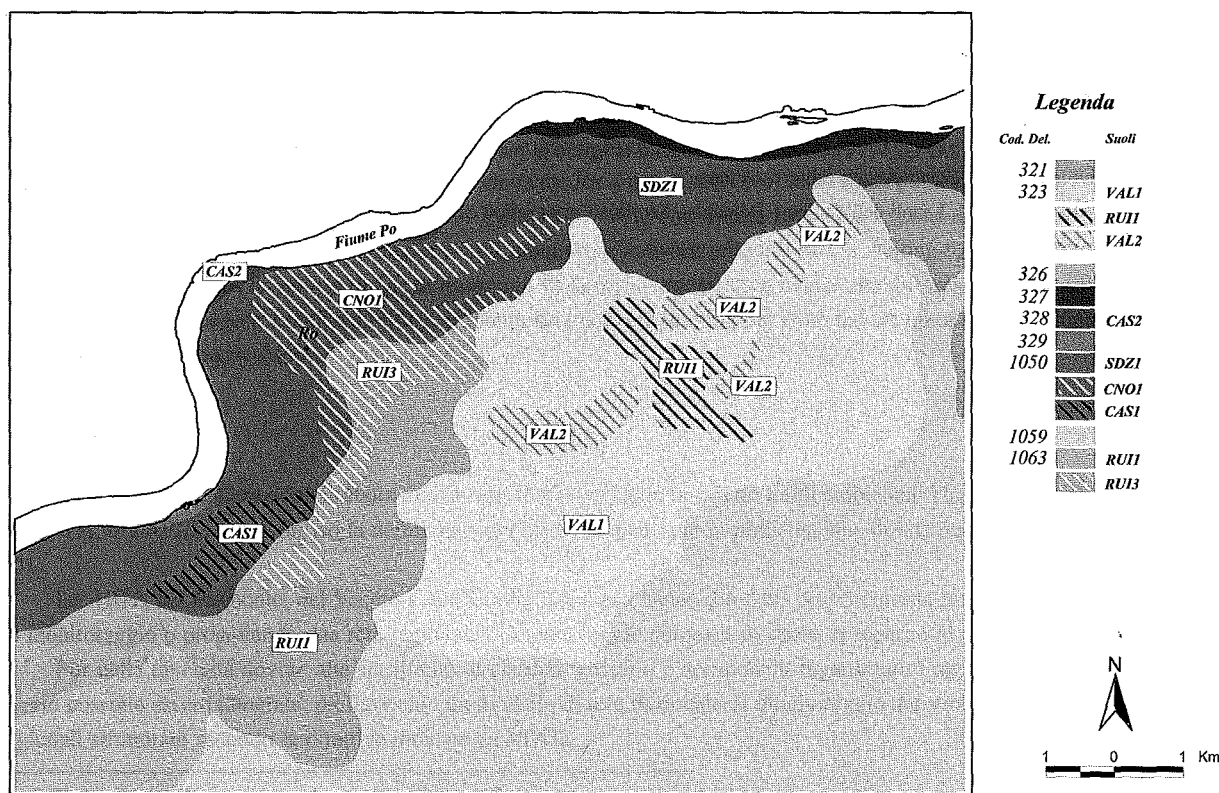 SDZ1
Fiume Po
VAL2
CAS2
CNO1
Ro
VAL2
RUI3
RUI1
VAL2
VAL2
VAL1
CAS1
RUI1
Legenda
Cod. Del. Suoli
321
323 VAL1
RUI1
VAL2
326
327
328 CAS2
329
1050 SDZ1
CNO1
CAS1
1059
1063 RUI1
RUI3
N
1 0 1 Km